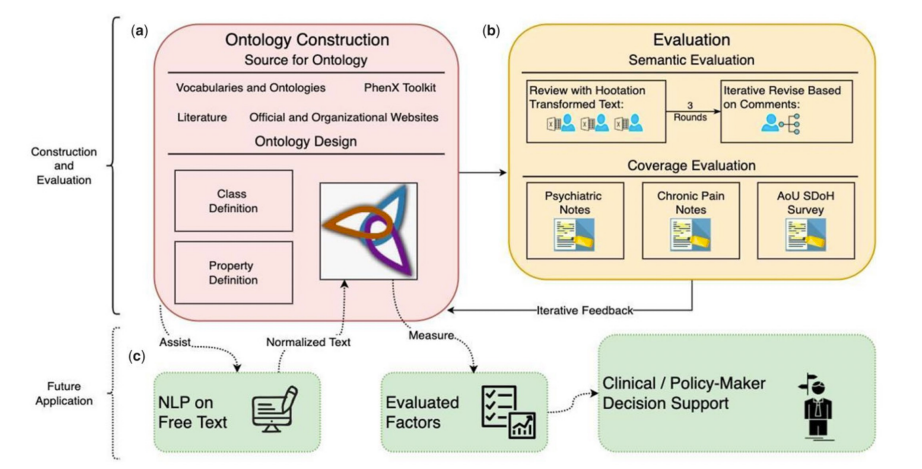 (a)
Ontology Construction
Source for Ontology
Vocabularies and Ontologies
PhenX Toolkit
Literature
Official and Organizational Websites
Ontology Design
Class
Definition
Property
Definition
(b)
Evaluation
Semantic Evaluation
Review with Hootation
Transformed Text:
3
Rounds
Iterative Revise Based
on Comments:
Coverage Evaluation
Psychiatric
Notes
Chronic Pain
Notes
AoU SDoH
Survey
Construction
and
Evaluation
Iterative Feedback
Assist
Normalized Text
Measure
(c)
Future
Application
NLP on
Free Text
Evaluated
Factors
Clinical / Policy-Maker
Decision Support